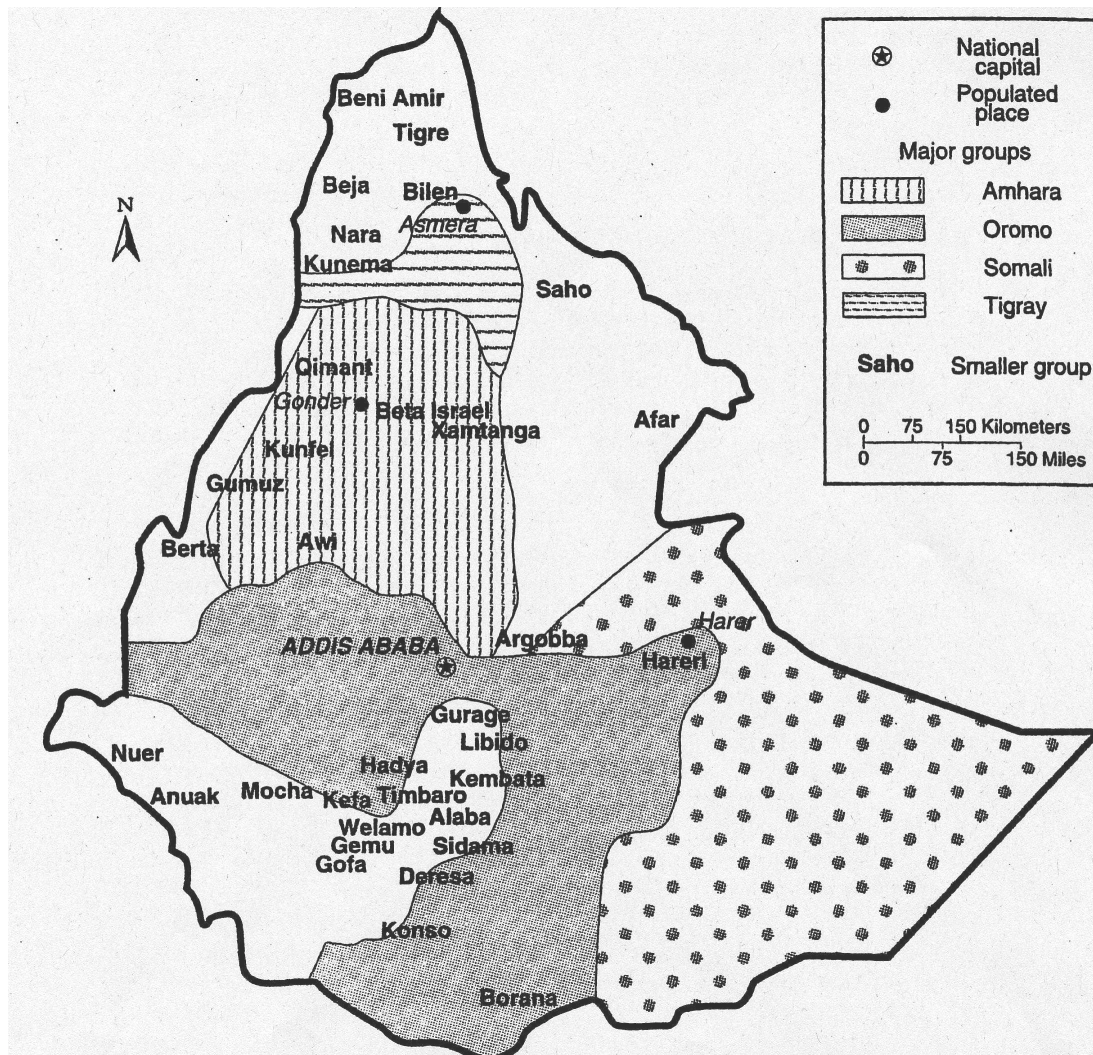 Beni Amir
Tigre
Beja
Bilen
Asmera
Nara
Kunema
Saho
Qimant
Gonder
Beta Israel
Xamtanga
Afar
Kunfel
Gumuz
Awi
Berta
ADDIS ABABA
Argobba
Harer
Hareri
Gurage
Libido
Nuer
Hadya
Kembata
Anuak
Mocha
Kefa
Timbaro
Alaba
Welamo
Gemu
Sidama
Gofa
Deresa
Konso
Borana
N
National
capital
Populated
place
Major groups
Amhara
Oromo
Somali
Tigray
Saho Smaller group
0 75 150 Kilometers
0 75 150 Miles